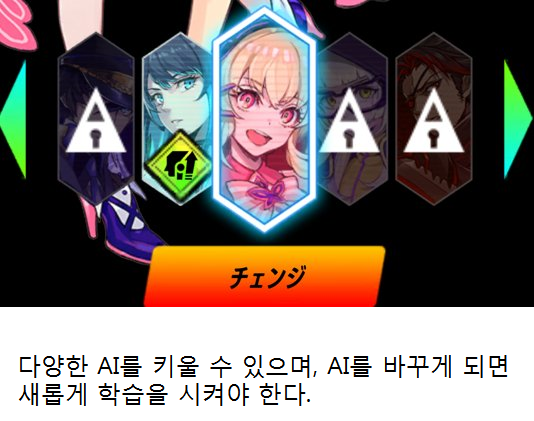 チェンジ
다양한 AI를 키울 수 있으며, AI를 바꾸게 되면
새롭게 학습을 시켜야 한다.